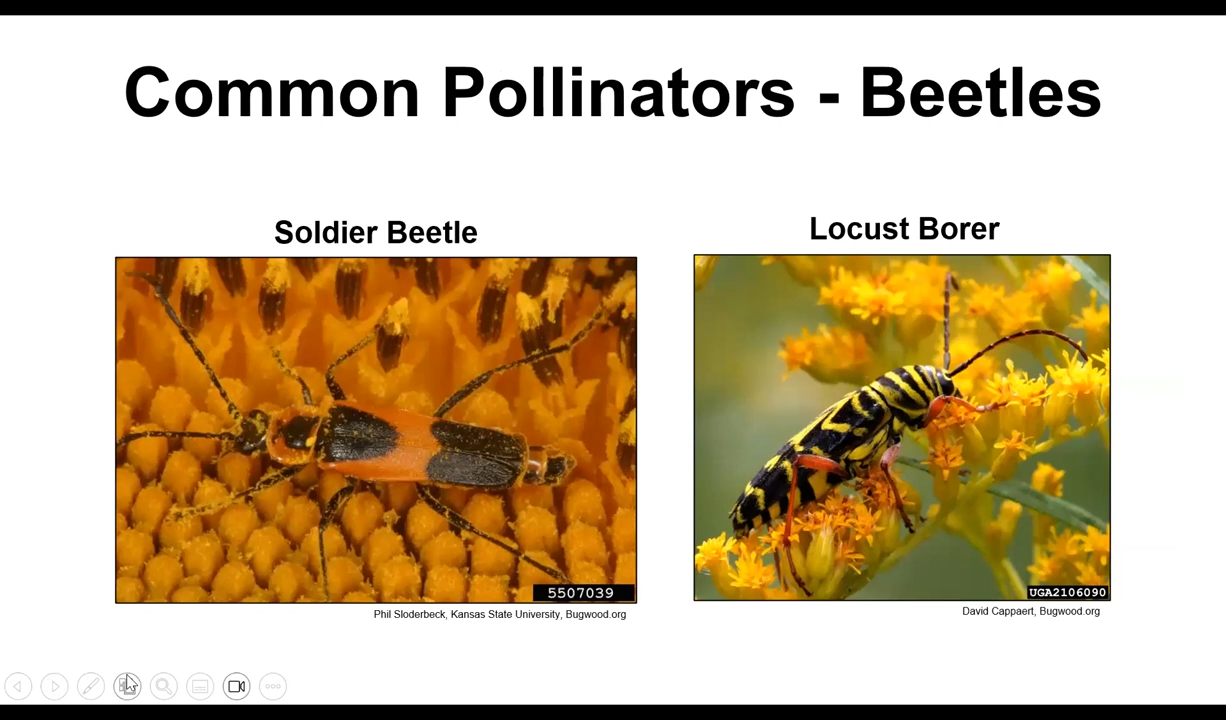 Common Pollinators - Beetles
Soldier Beetle
Locust Borer
5507039
UGA2106090
Phil Sloderbeck, Kansas State University, Bugwood.org
David Cappaert, Bugwood.org